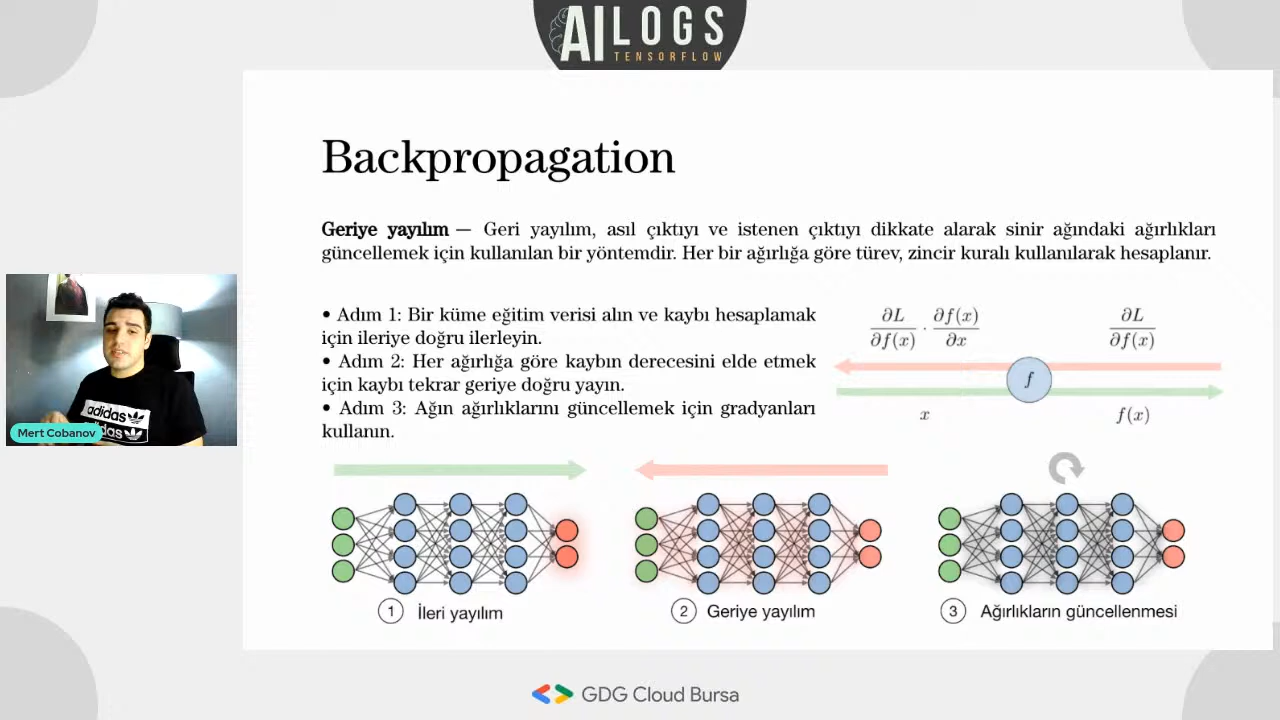 AI LOGS
TENSORFLOW
Backpropagation
Geriye yayılım — Geri yayılım, asıl çıktıyı ve istenen çıktıyı dikkate alarak sinir ağındaki ağırlıkları
güncellemek için kullanılan bir yöntemdir. Her bir ağırlığa göre türev, zincir kuralı kullanılarak hesaplanır.
• Adım 1: Bir küme eğitim verisi alın ve kaybı hesaplamak
için ileriye doğru ilerleyin.
• Adım 2: Her ağırlığa göre kaybın derecesini elde etmek
için kaybı tekrar geriye doğru yayın.
• Adım 3: Ağın ağırlıklarını güncellemek için gradyanları
kullanın.
∂L/∂f(x) · ∂f(x)/∂x
∂L/∂f(x)
f
x
f(x)
adidas
adidas
Mert Cobanov
1 İleri yayılım
2 Geriye yayılım
3 Ağırlıkların güncellenmesi
GDG Cloud Bursa